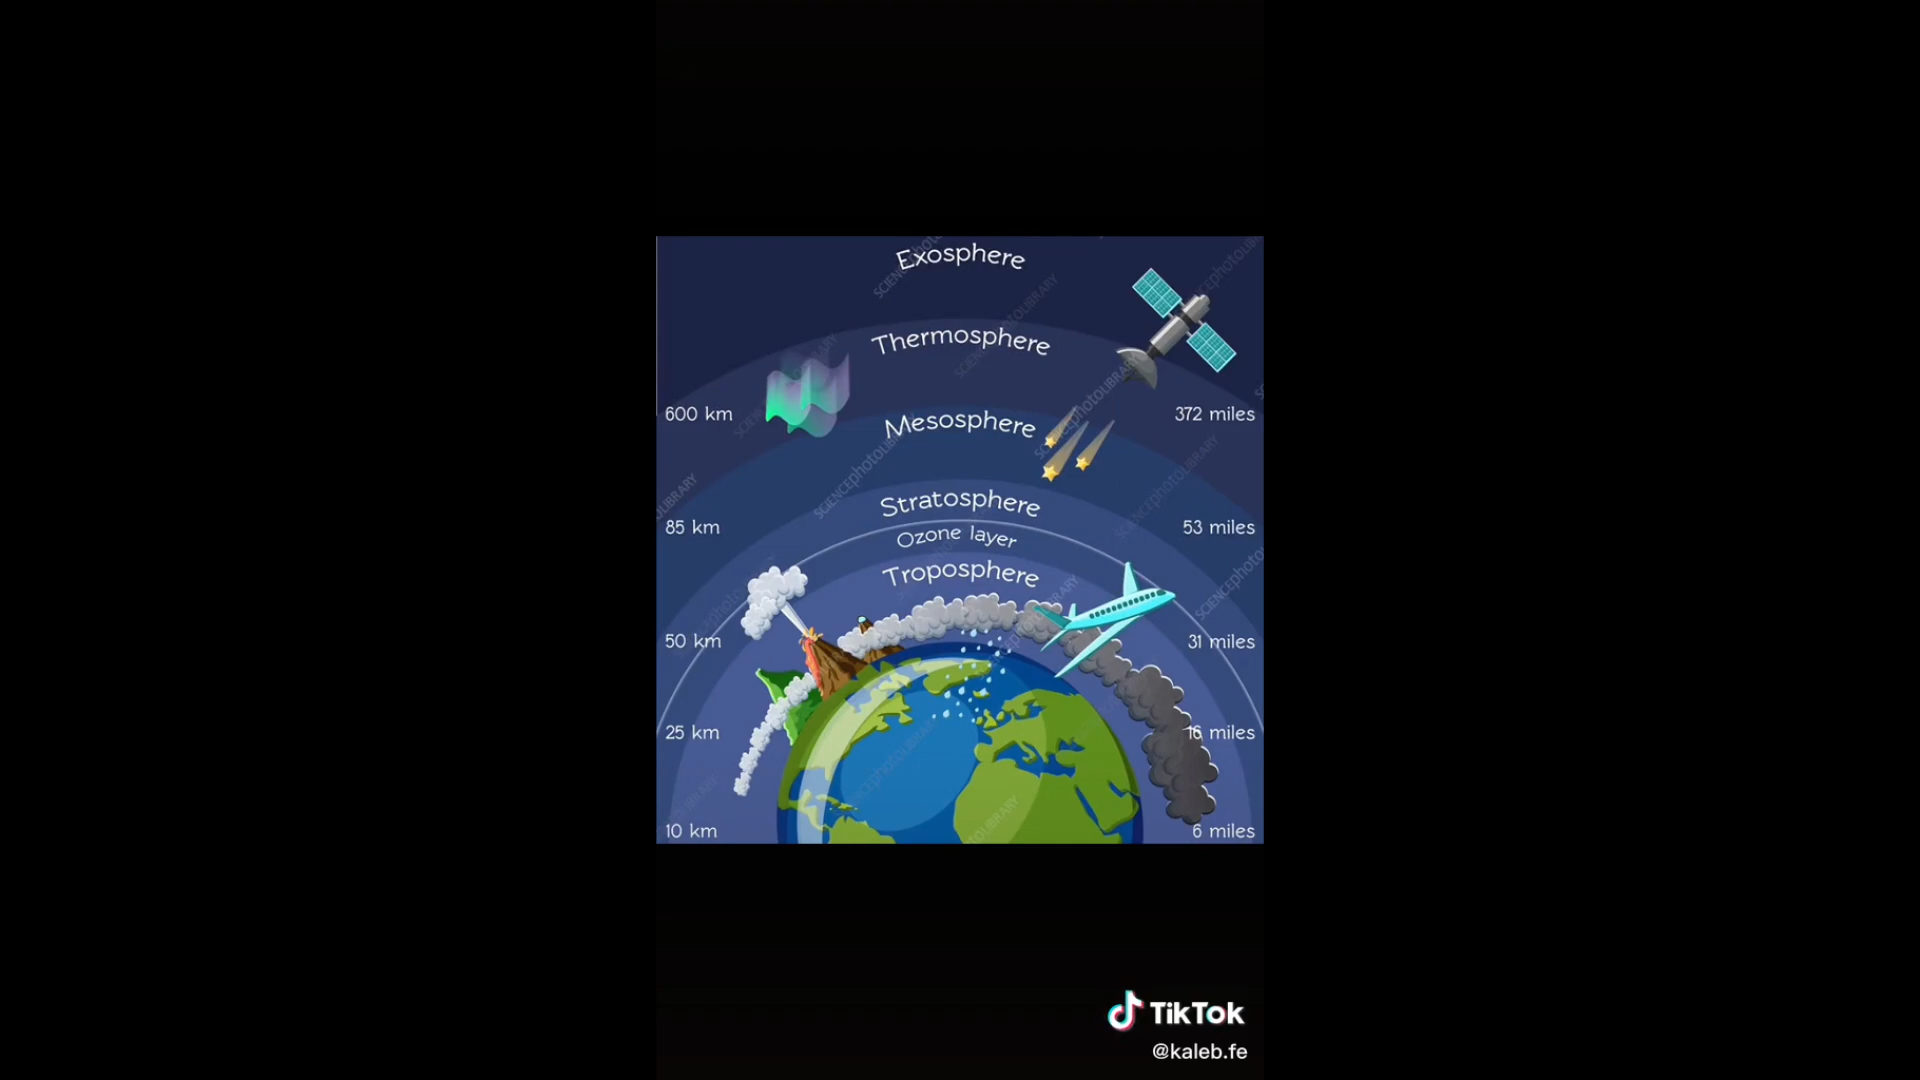 Exosphere
Thermosphere
600 km
372 miles
Mesosphere
Stratosphere
85 km
53 miles
Ozone layer
Troposphere
50 km
31 miles
25 km
16 miles
10 km
6 miles
SCIENCEphotoLIBRARY
TikTok
@kaleb.fe